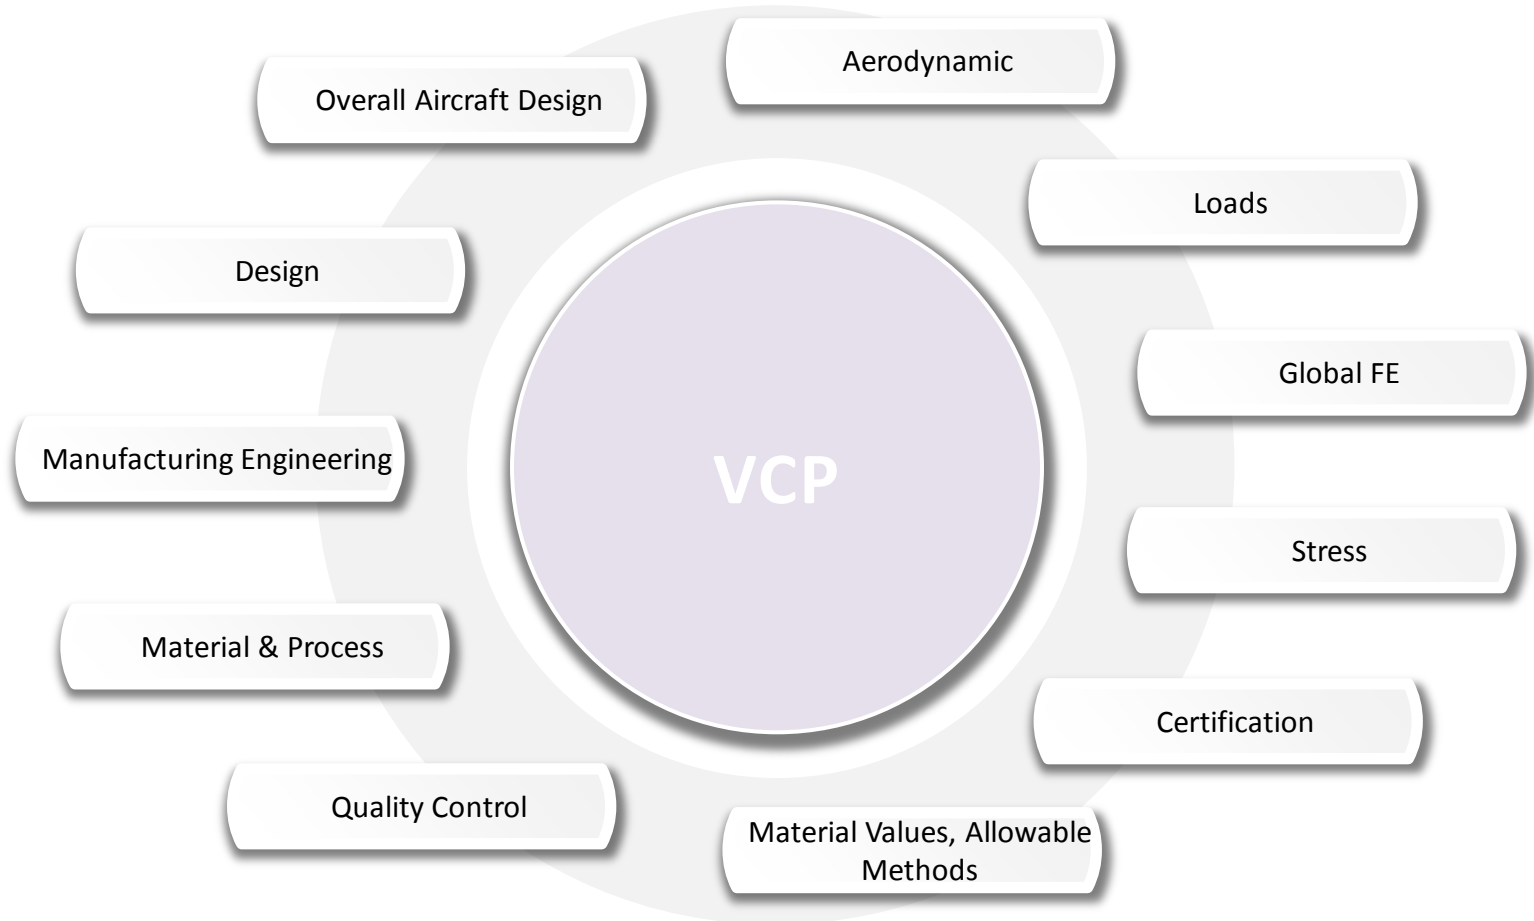 Aerodynamic
Overall Aircraft Design
Loads
Design
Global FE
Manufacturing Engineering
VCP
Stress
Material & Process
Certification
Quality Control
Material Values, Allowable
Methods